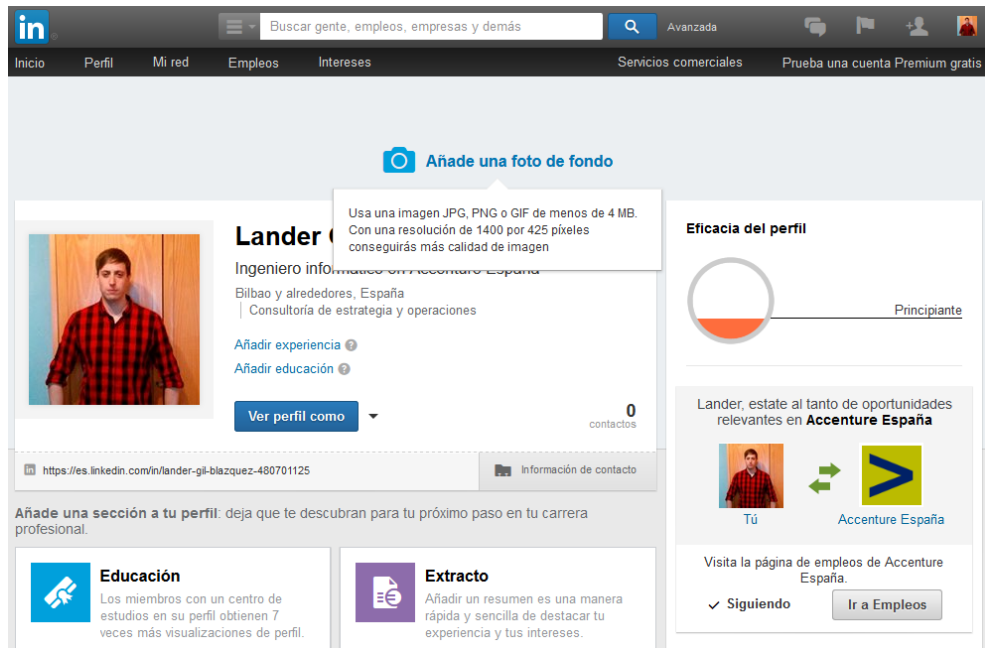 in
Buscar gente, empleos, empresas y demás
Avanzada
Inicio Perfil Mi red Empleos Intereses Servicios comerciales Prueba una cuenta Premium gratis
Añade una foto de fondo
Usa una imagen JPG, PNG o GIF de menos de 4 MB.
Con una resolución de 1400 por 425 píxeles
conseguirás más calidad de imagen
Lander
Ingeniero informático en Accenture España
Bilbao y alrededores, España
Consultoría de estrategia y operaciones
Añadir experiencia ?
Añadir educación ?
Ver perfil como
0
contactos
in https://es.linkedin.com/in/lander-gil-blazquez-480701125
Información de contacto
Añade una sección a tu perfil: deja que te descubran para tu próximo paso en tu carrera
profesional.
Educación
Los miembros con un centro de
estudios en su perfil obtienen 7
veces más visualizaciones de perfil.
Extracto
Añadir un resumen es una manera
rápida y sencilla de destacar tu
experiencia y tus intereses.
Eficacia del perfil
Principiante
Lander, estate al tanto de oportunidades
relevantes en Accenture España
Tú
Accenture España
Visita la página de empleos de Accenture
España.
Siguiendo
Ir a Empleos